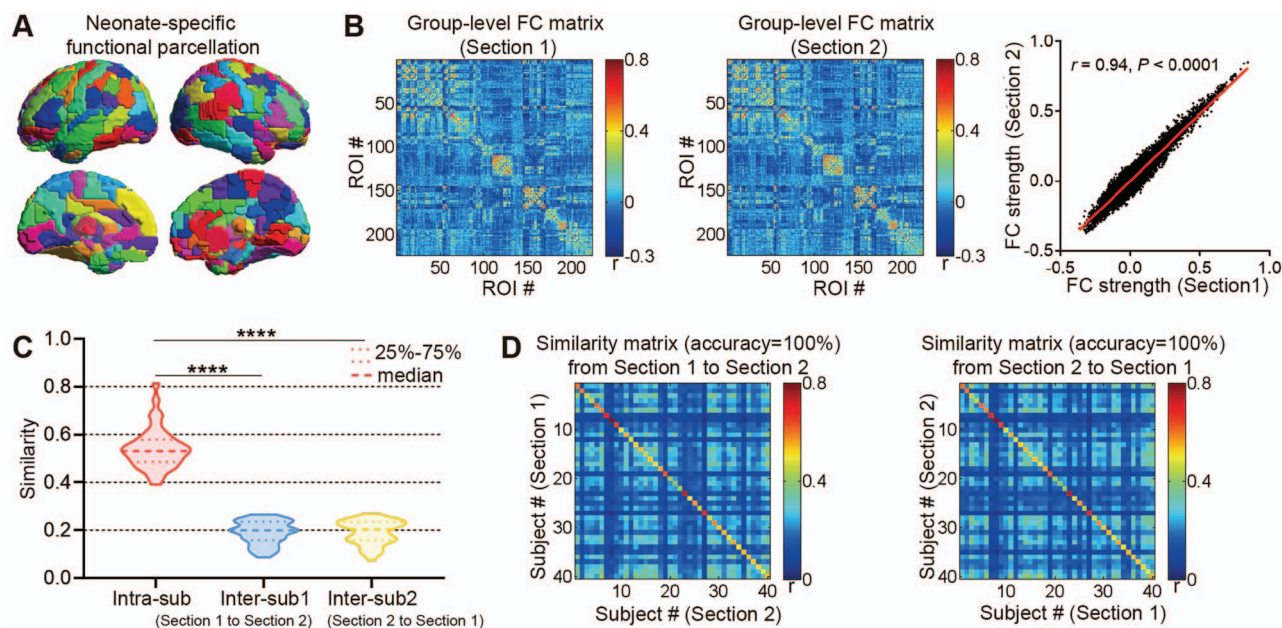 A
Neonate-specific
functional parcellation
B
Group-level FC matrix
(Section 1)
ROI #
50
100
150
200
50 100 150 200
ROI #
0.8
0.4
0
-0.3
r
Group-level FC matrix
(Section 2)
ROI #
50
100
150
200
50 100 150 200
ROI #
0.8
0.4
0
-0.3
r
FC strength (Section 2)
1.0
0.5
0.0
-0.5
r = 0.94, P < 0.0001
-0.5 0.0 0.5 1.0
FC strength (Section1)
C
Similarity
1.0
0.8
0.6
0.4
0.2
0.0
****
****
25%-75%
median
Intra-sub Inter-sub1 Inter-sub2
(Section 1 to Section 2) (Section 2 to Section 1)
D
Similarity matrix (accuracy=100%)
from Section 1 to Section 2
Subject # (Section 1)
10
20
30
40
10 20 30 40
Subject # (Section 2)
0.8
0.4
0
r
Similarity matrix (accuracy=100%)
from Section 2 to Section 1
Subject # (Section 2)
10
20
30
40
10 20 30 40
Subject # (Section 1)
0.8
0.4
0
r